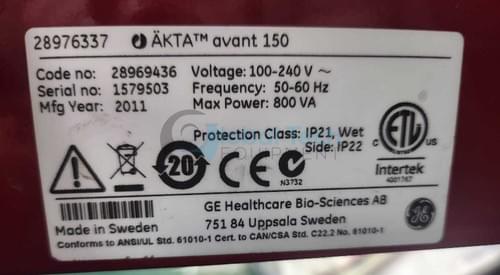 28976337 ÄKTA™ avant 150
Code no: 28969436 Voltage: 100-240 V ~
Serial no: 1579503 Frequency: 50-60 Hz
Mfg Year: 2011 Max Power: 800 VA
Protection Class: IP21, Wet
Side: IP22
20 CE N3732 C ETL US
Intertek
4001767
GE Healthcare Bio-Sciences AB
Made in Sweden 751 84 Uppsala Sweden
Conforms to ANSI/UL Std. 61010-1 Cert. to CAN/CSA Std. C22.2 No. 61010-1
EQUIPMENT